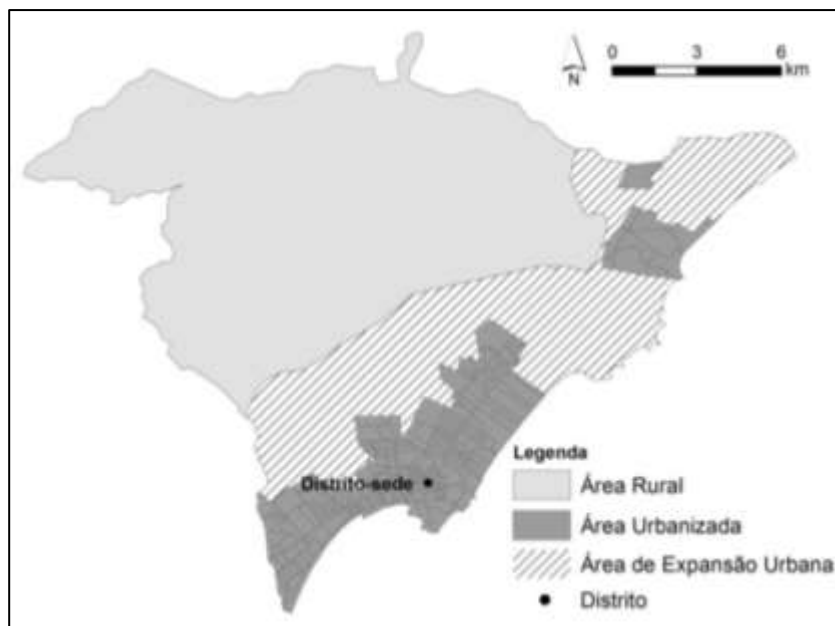 0 3 6
km
N
Distrito-sede
Legenda
Área Rural
Área Urbanizada
Área de Expansão Urbana
Distrito